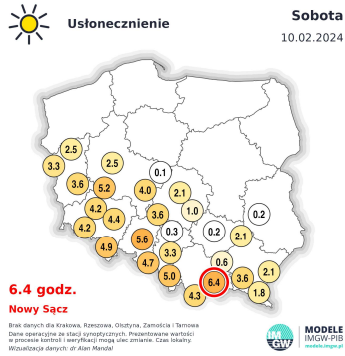 Usłonecznienie
Sobota
10.02.2024
2.5
3.3
2.5
0.1
3.6
5.2
4.0
2.1
4.2
4.4
3.6
1.0
0.2
4.2
0.3
0.2
4.9
5.6
2.1
3.3
4.7
0.6
5.0
6.4
3.6
2.1
4.3
1.8
6.4 godz.
Nowy Sącz
Brak danych dla Krakowa, Rzeszowa, Olsztyna, Zamościa i Tarnowa
Dane operacyjne ze stacji synoptycznych. Prezentowane wartości
w procesie kontroli i weryfikacji mogą ulec zmianie. Czas lokalny.
Wizualizacja danych: dr Alan Mandal
IM
GW
MODELE
IMGW-PIB
modele.imgw.pl